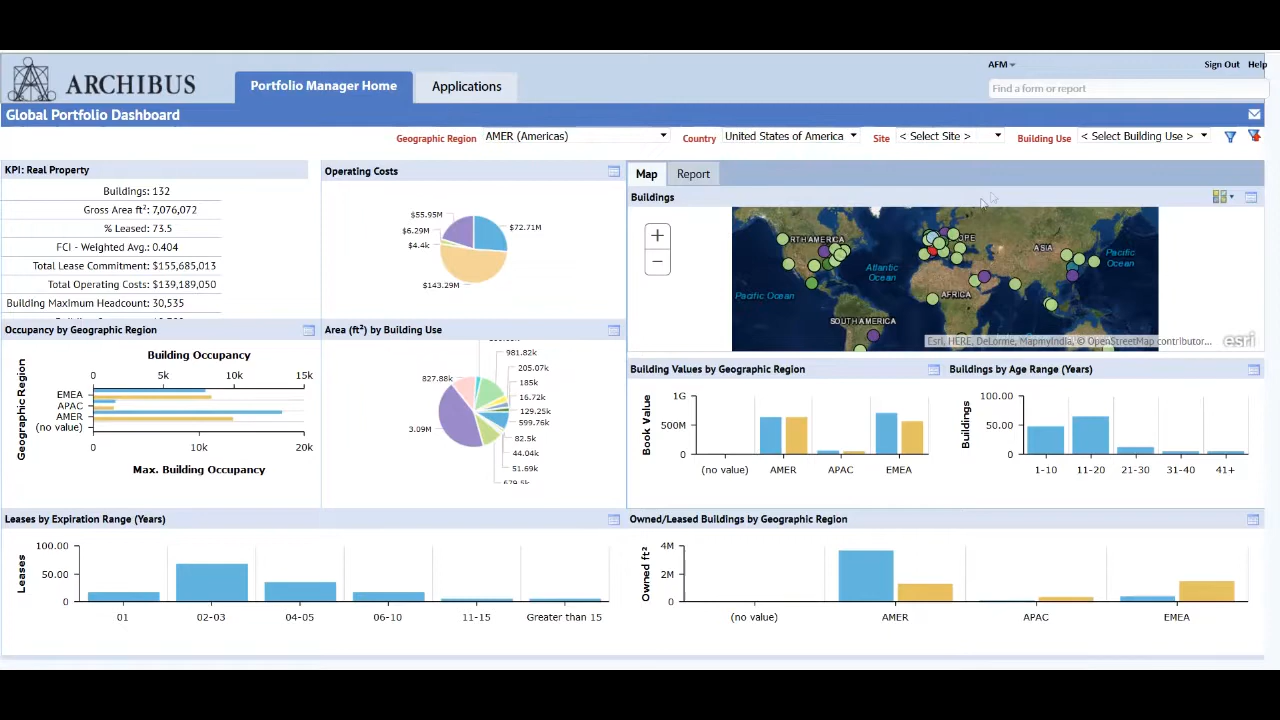 ARCHIBUS
Portfolio Manager Home
Applications
AFM
Sign Out
Help
Find a form or report
Global Portfolio Dashboard
Geographic Region
AMER (Americas)
Country
United States of America
Site
< Select Site >
Building Use
< Select Building Use >
KPI: Real Property
Buildings: 132
Gross Area ft²: 7,076,072
% Leased: 73.5
FCI - Weighted Avg.: 0.404
Total Lease Commitment: $155,685,013
Total Operating Costs: $139,189,050
Building Maximum Headcount: 30,535
Operating Costs
$55.95M
$6.29M
$4.4k
$72.71M
$143.29M
Map
Report
Buildings
+
−
RTH AMERICA
OPE
ASIA
Pacific
Ocean
Atlantic
Ocean
Pacific Ocean
AFRICA
SOUTH AMERICA
Esri, HERE, DeLorme, MapmyIndia, © OpenStreetMap contributor...
esri
Occupancy by Geographic Region
Building Occupancy
0 5k 10k 15k
Geographic Region
EMEA
APAC
AMER
(no value)
0 10k 20k
Max. Building Occupancy
Area (ft²) by Building Use
981.82k
205.07k
827.88k
185k
16.72k
129.25k
599.76k
3.09M
82.5k
44.04k
51.69k
Building Values by Geographic Region
Book Value
1G
500M
0
(no value) AMER APAC EMEA
Buildings by Age Range (Years)
Buildings
100.00
50.00
0
1-10 11-20 21-30 31-40 41+
Leases by Expiration Range (Years)
Leases
100.00
50.00
0
01 02-03 04-05 06-10 11-15 Greater than 15
Owned/Leased Buildings by Geographic Region
Owned ft²
4M
2M
0
(no value) AMER APAC EMEA